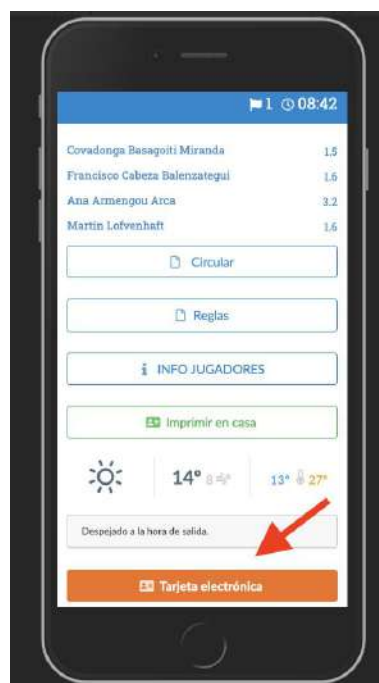 1 08:42
Covadonga Basagoiti Miranda 1.5
Francisco Cabeza Balenzategui 1.6
Ana Armengou Arca 3.2
Martin Lofvenhaft 1.6
Circular
Reglas
i INFO JUGADORES
Imprimir en casa
14° 8 13° 27°
Despejado a la hora de salida.
Tarjeta electrónica